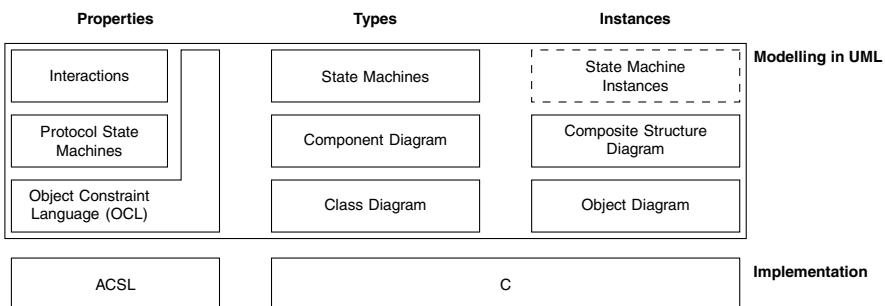 Properties
Types
Instances
Modelling in UML
Interactions
State Machines
State Machine
Instances
Protocol State
Machines
Component Diagram
Composite Structure
Diagram
Object Constraint
Language (OCL)
Class Diagram
Object Diagram
Implementation
ACSL
C